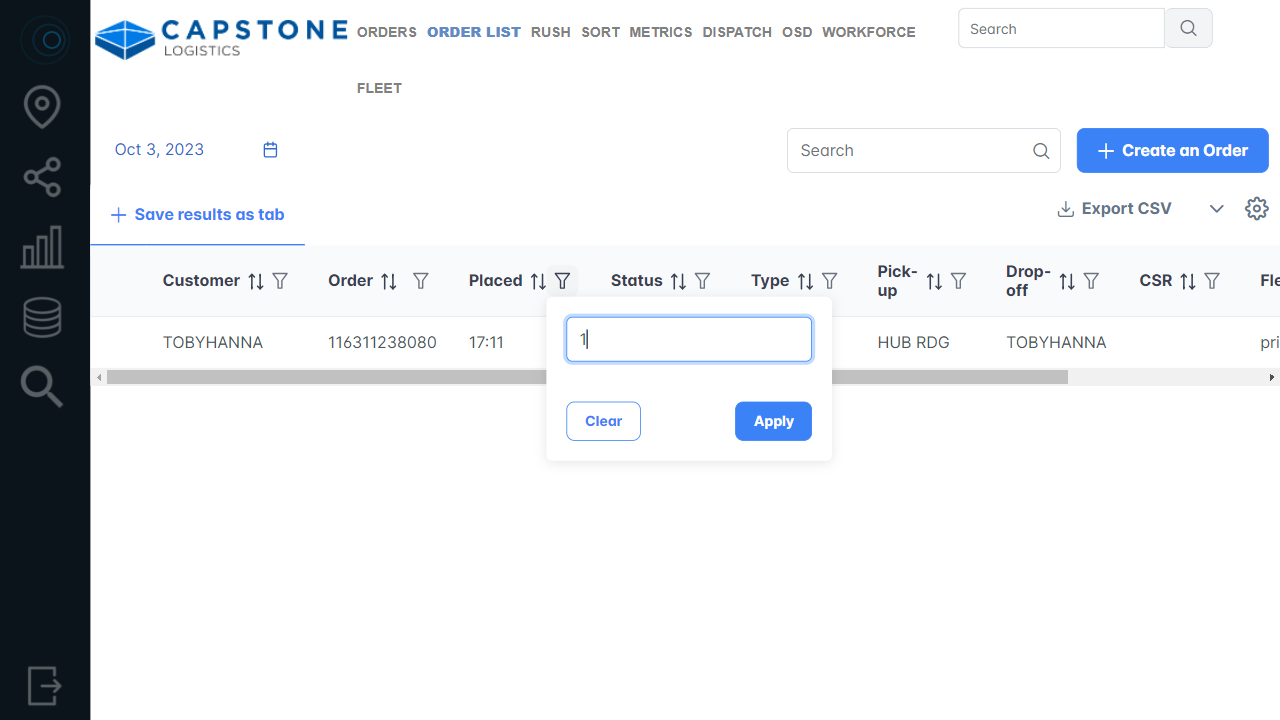 CAPSTONE
LOGISTICS
ORDERS ORDER LIST RUSH SORT METRICS DISPATCH OSD WORKFORCE
FLEET
Search
Oct 3, 2023
Search
Create an Order
Save results as tab
Export CSV
Customer Order Placed Status Type Pick-up Drop-off CSR Fle
TOBYHANNA 116311238080 17:11 HUB RDG TOBYHANNA pri
1
Clear Apply